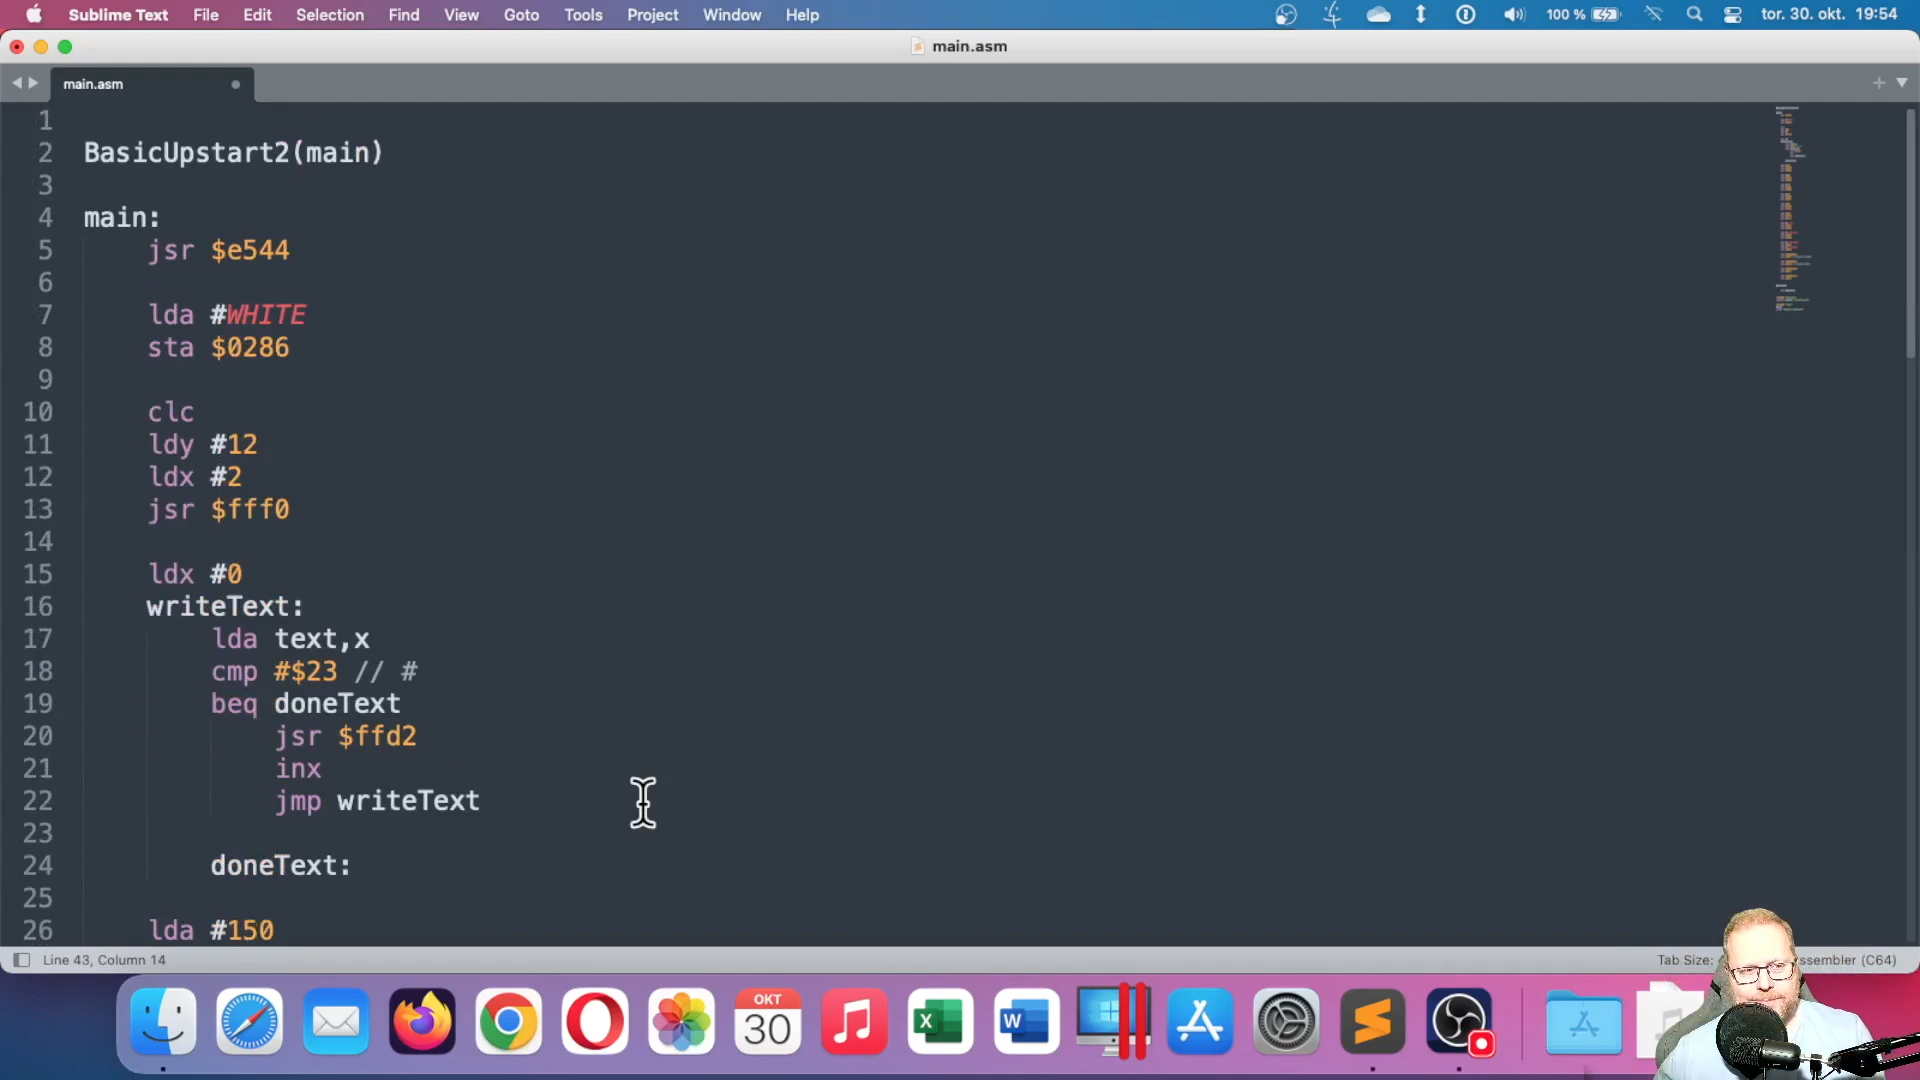 Sublime Text File Edit Selection Find View Goto Tools Project Window Help 100 % tor. 30. okt. 19:54
main.asm
main.asm
1
2 BasicUpstart2(main)
3
4 main:
5 jsr $e544
6
7 lda #WHITE
8 sta $0286
9
10 clc
11 ldy #12
12 ldx #2
13 jsr $fff0
14
15 ldx #0
16 writeText:
17 lda text,x
18 cmp #$23 // #
19 beq doneText
20 jsr $ffd2
21 inx
22 jmp writeText
23
24 doneText:
25
26 lda #150
Line 43, Column 14 Tab Size: ssembler (C64)
OKT
30
X
W